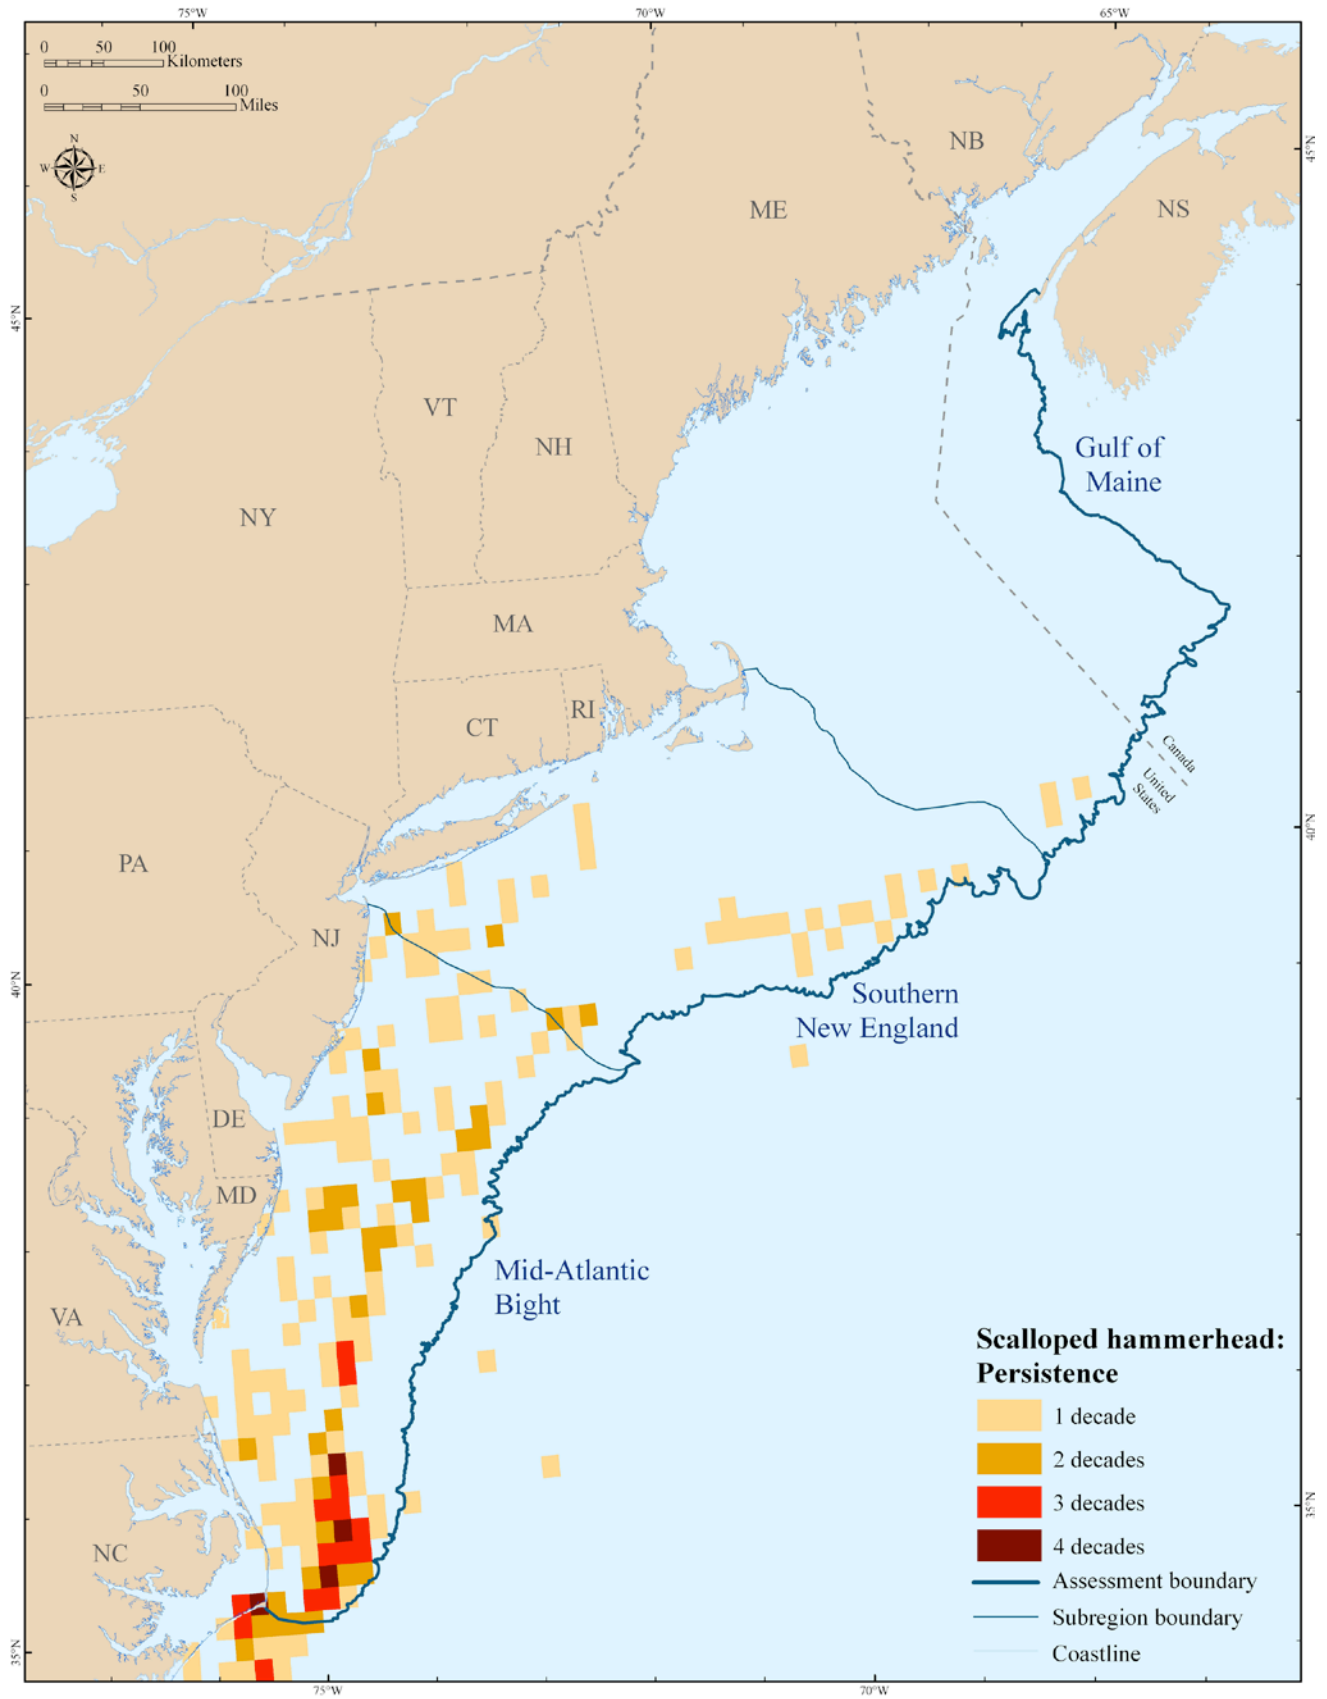 75°W 70°W 65°W
0 50 100
Kilometers
0 50 100
Miles
N
W E
S
NB
45°N
ME
NS
45°N
VT
NH
Gulf of
Maine
NY
MA
CT
RI
Canada
United
States
40°N
PA
NJ
40°N
Southern
New England
DE
MD
Mid-Atlantic
Bight
VA
Scalloped hammerhead:
Persistence
1 decade
2 decades
3 decades
4 decades
Assessment boundary
Subregion boundary
Coastline
35°N
NC
35°N
75°W 70°W